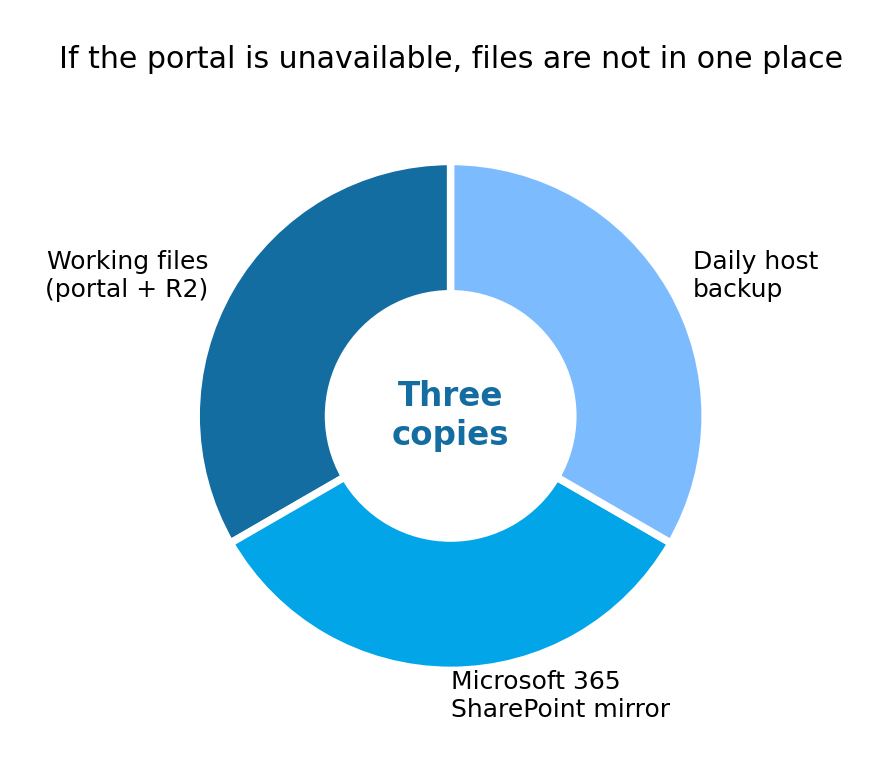 If the portal is unavailable, files are not in one place
Working files
(portal + R2)
Daily host
backup
Three
copies
Microsoft 365
SharePoint mirror